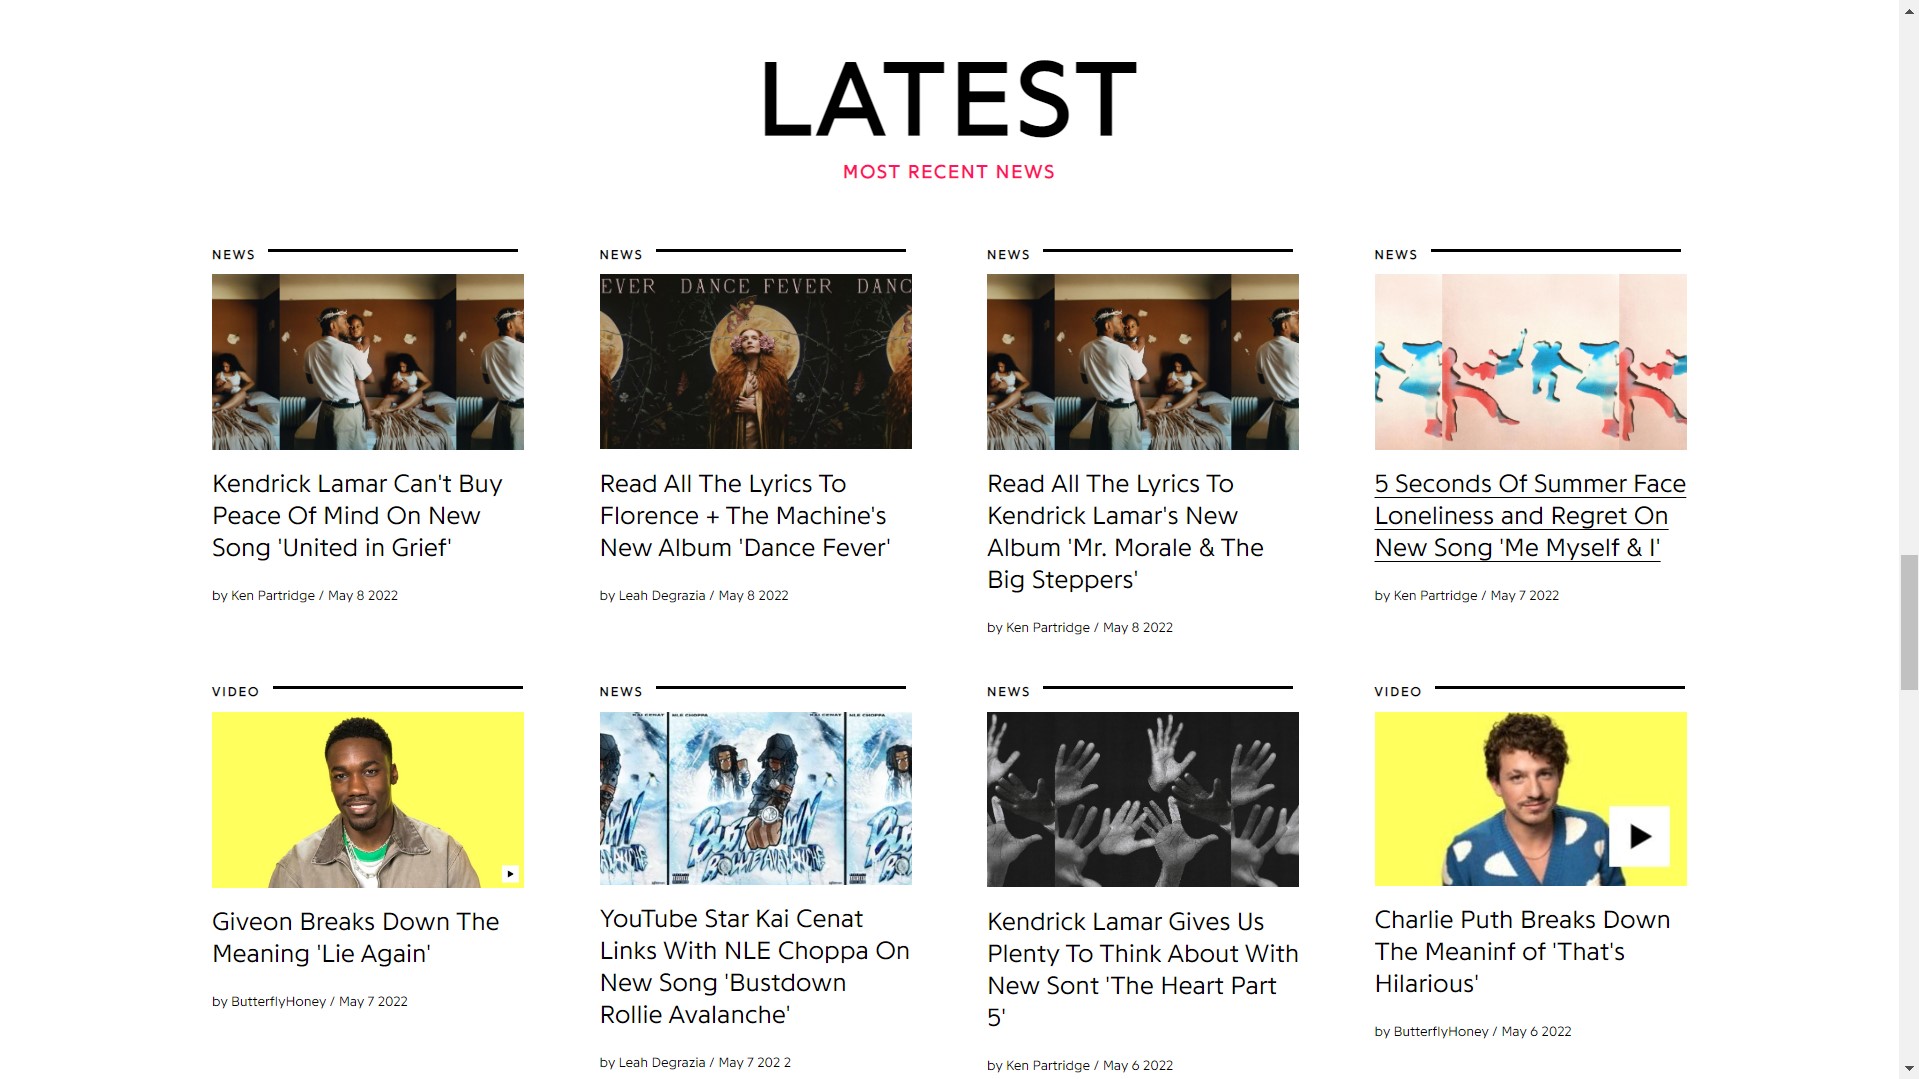 LATEST
MOST RECENT NEWS
NEWS
EVER DANCE FEVER DANC
Kendrick Lamar Can't Buy
Peace Of Mind On New
Song 'United in Grief'
by Ken Partridge / May 8 2022
NEWS
Read All The Lyrics To
Florence + The Machine's
New Album 'Dance Fever'
by Leah Degrazia / May 8 2022
NEWS
Read All The Lyrics To
Kendrick Lamar's New
Album 'Mr. Morale & The
Big Steppers'
by Ken Partridge / May 8 2022
NEWS
5 Seconds Of Summer Face
Loneliness and Regret On
New Song 'Me Myself & I'
by Ken Partridge / May 7 2022
VIDEO
Giveon Breaks Down The
Meaning 'Lie Again'
by ButterflyHoney / May 7 2022
NEWS
KAI CENAT NLE CHOPPA
YouTube Star Kai Cenat
Links With NLE Choppa On
New Song 'Bustdown
Rollie Avalanche'
by Leah Degrazia / May 7 202 2
NEWS
Kendrick Lamar Gives Us
Plenty To Think About With
New Sont 'The Heart Part
5'
by Ken Partridge / May 6 2022
VIDEO
Charlie Puth Breaks Down
The Meaninf of 'That's
Hilarious'
by ButterflyHoney / May 6 2022